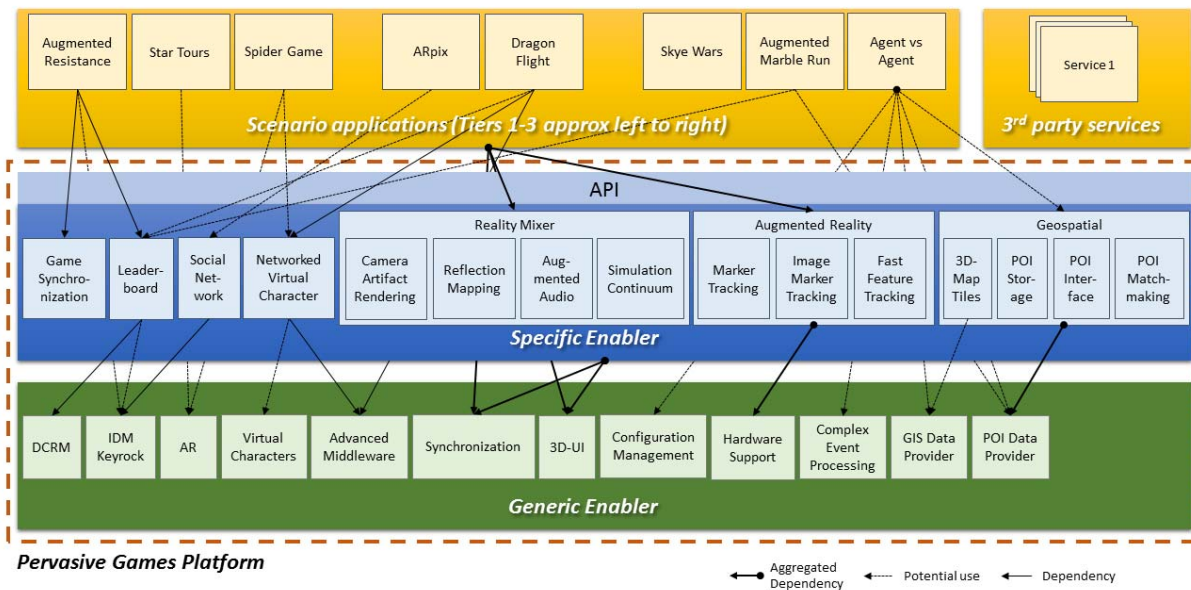 Augmented
Resistance
Star Tours
Spider Game
ARpix
Dragon
Flight
Skye Wars
Augmented
Marble Run
Agent vs
Agent
Service 1
Scenario applications (Tiers 1-3 approx left to right)
3rd party services
API
Game
Synchro-
nization
Leader-
board
Social
Net-
work
Networked
Virtual
Character
Reality Mixer
Camera
Artifact
Rendering
Reflection
Mapping
Aug-
mented
Audio
Simulation
Continuum
Augmented Reality
Marker
Tracking
Image
Marker
Tracking
Fast
Feature
Tracking
Geospatial
3D-
Map
Tiles
POI
Stor-
age
POI
Inter-
face
POI
Match-
making
Specific Enabler
DCRM
IDM
Keyrock
AR
Virtual
Characters
Advanced
Middleware
Synchronization
3D-UI
Configuration
Management
Hardware
Support
Complex
Event
Processing
GIS Data
Provider
POI Data
Provider
Generic Enabler
Pervasive Games Platform
Aggregated
Dependency
Potential use
Dependency